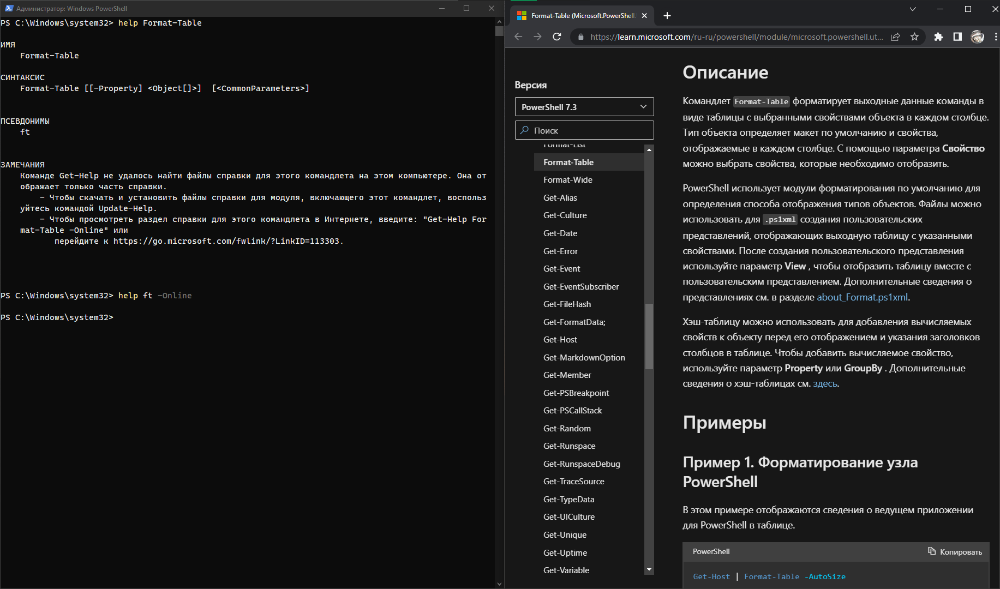 Администратор: Windows PowerShell
PS C:\Windows\system32> help Format-Table
ИМЯ
Format-Table
СИНТАКСИС
Format-Table [[-Property] <Object[]>]  [<CommonParameters>]
ПСЕВДОНИМЫ
ft
ЗАМЕЧАНИЯ
Команде Get-Help не удалось найти файлы справки для этого командлета на этом компьютере. Она от
ображает только часть справки.
- Чтобы скачать и установить файлы справки для модуля, включающего этот командлет, воспольз
уйтесь командой Update-Help.
- Чтобы просмотреть раздел справки для этого командлета в Интернете, введите: "Get-Help For
mat-Table -Online" или
перейдите к https://go.microsoft.com/fwlink/?LinkID=113303.
PS C:\Windows\system32> help ft -Online
PS C:\Windows\system32>
Format-Table (Microsoft.PowerShell.
https://learn.microsoft.com/ru-ru/powershell/module/microsoft.powershell.ut...
Версия
PowerShell 7.3
Поиск
Format-List
Format-Table
Format-Wide
Get-Alias
Get-Culture
Get-Date
Get-Error
Get-Event
Get-EventSubscriber
Get-FileHash
Get-FormatData;
Get-Host
Get-MarkdownOption
Get-Member
Get-PSBreakpoint
Get-PSCallStack
Get-Random
Get-Runspace
Get-RunspaceDebug
Get-TraceSource
Get-TypeData
Get-UICulture
Get-Unique
Get-Uptime
Get-Variable
Описание
Командлет Format-Table форматирует выходные данные команды в
виде таблицы с выбранными свойствами объекта в каждом столбце.
Тип объекта определяет макет по умолчанию и свойства,
отображаемые в каждом столбце. С помощью параметра Свойство
можно выбрать свойства, которые необходимо отобразить.
PowerShell использует модули форматирования по умолчанию для
определения способа отображения типов объектов. Файлы можно
использовать для .ps1xml создания пользовательских
представлений, отображающих выходную таблицу с указанными
свойствами. После создания пользовательского представления
используйте параметр View , чтобы отобразить таблицу вместе с
пользовательским представлением. Дополнительные сведения о
представлениях см. в разделе about_Format.ps1xml.
Хэш-таблицу можно использовать для добавления вычисляемых
свойств к объекту перед его отображением и указания заголовков
столбцов в таблице. Чтобы добавить вычисляемое свойство,
используйте параметр Property или GroupBy . Дополнительные
сведения о хэш-таблицах см. здесь.
Примеры
Пример 1. Форматирование узла
PowerShell
В этом примере отображаются сведения о ведущем приложении
для PowerShell в таблице.
PowerShell
Копировать
Get-Host | Format-Table -AutoSize